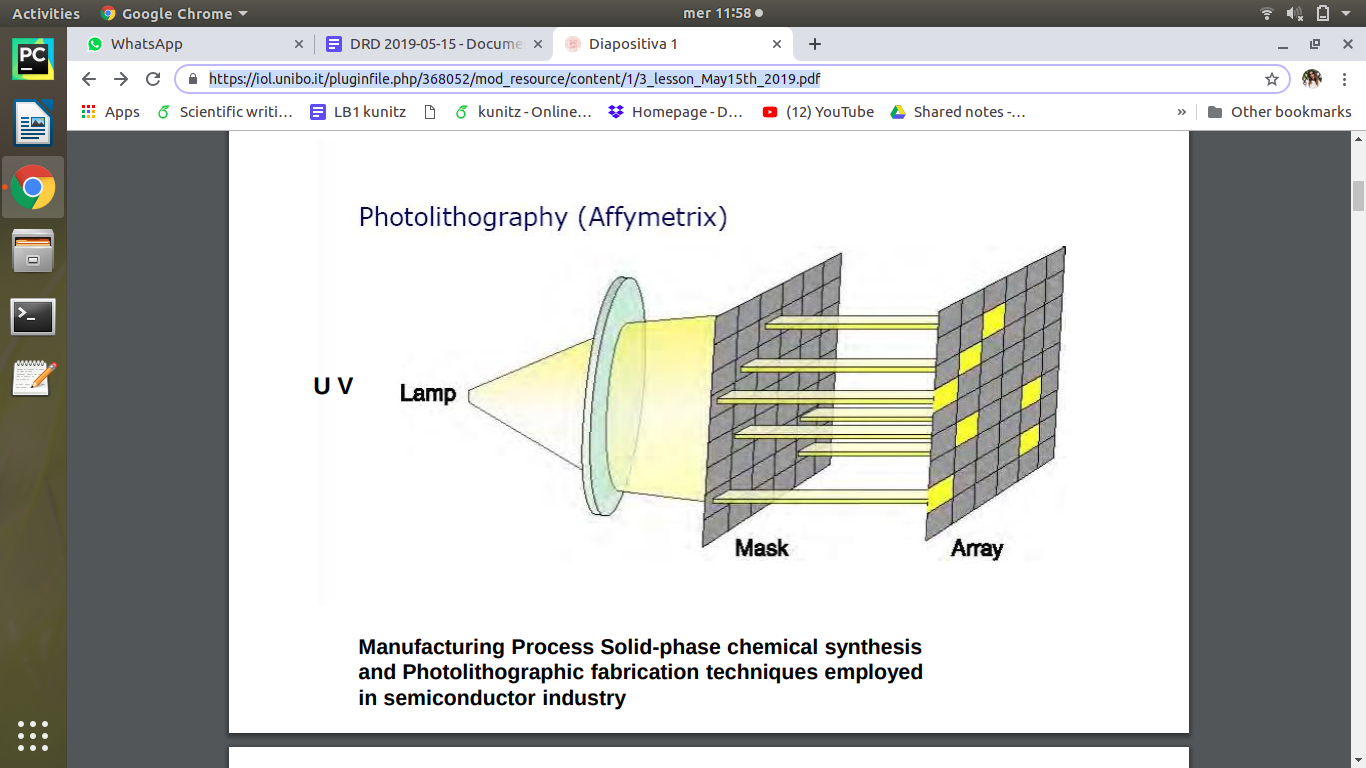 Activities Google Chrome mer 11:58
PC WhatsApp DRD 2019-05-15 - Docume Diapositiva 1
https://iol.unibo.it/pluginfile.php/368052/mod_resource/content/1/3_lesson_May15th_2019.pdf
Apps Scientific writi… LB1 kunitz kunitz - Online… Homepage - D… (12) YouTube Shared notes -… » Other bookmarks
>_
Photolithography (Affymetrix)
U V Lamp
Mask Array
Manufacturing Process Solid-phase chemical synthesis
and Photolithographic fabrication techniques employed
in semiconductor industry